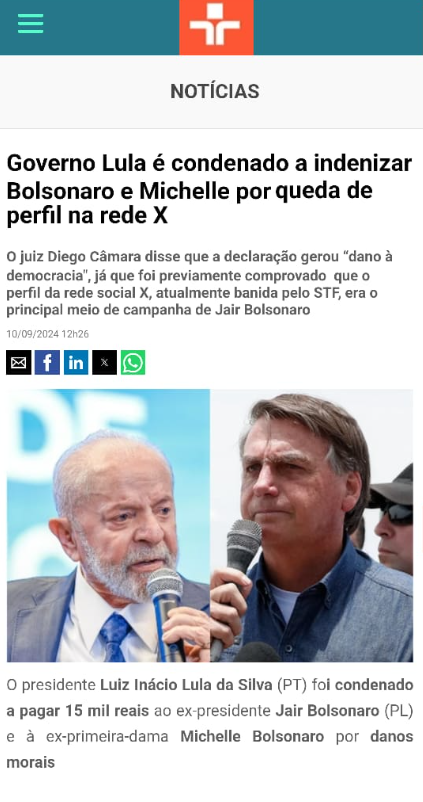 NOTÍCIAS
Governo Lula é condenado a indenizar
Bolsonaro e Michelle por queda de
perfil na rede X
O juiz Diego Câmara disse que a declaração gerou “dano à
democracia", já que foi previamente comprovado que o
perfil da rede social X, atualmente banida pelo STF, era o
principal meio de campanha de Jair Bolsonaro
10/09/2024 12h26
f in X
DE
O presidente Luiz Inácio Lula da Silva (PT) foi condenado
a pagar 15 mil reais ao ex-presidente Jair Bolsonaro (PL)
e à ex-primeira-dama Michelle Bolsonaro por danos
morais